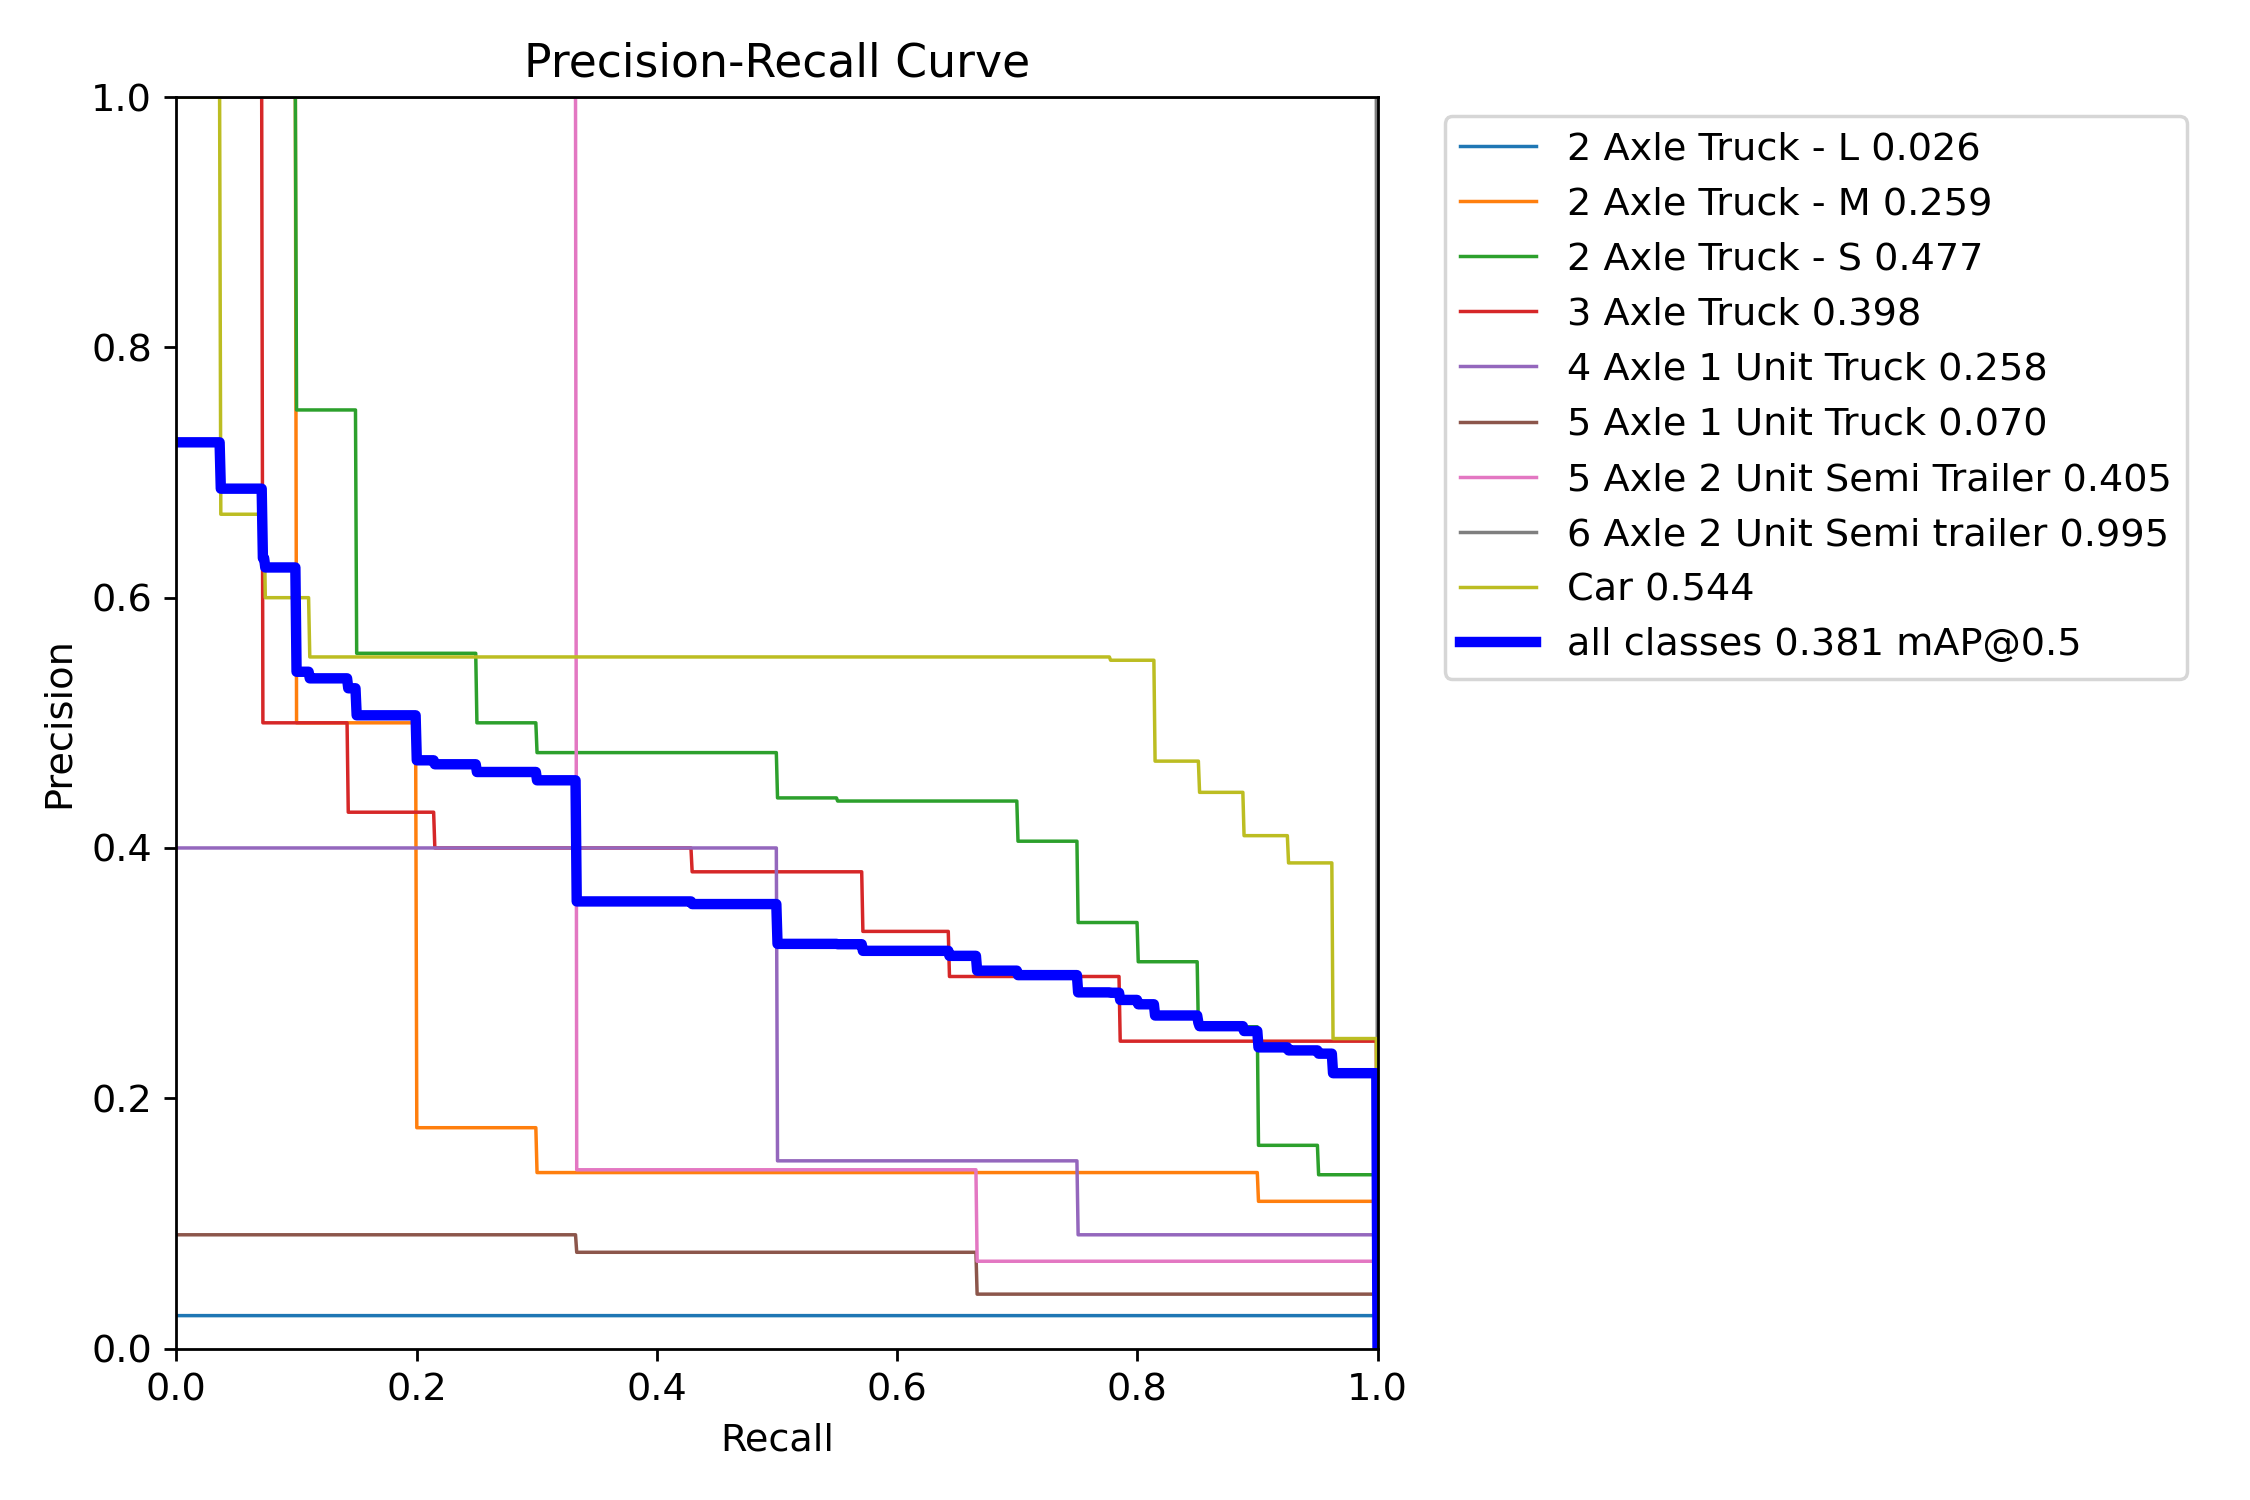 Precision-Recall Curve
1.0
0.8
0.6
0.4
0.2
0.0
Precision
0.0 0.2 0.4 0.6 0.8 1.0
Recall
2 Axle Truck - L 0.026
2 Axle Truck - M 0.259
2 Axle Truck - S 0.477
3 Axle Truck 0.398
4 Axle 1 Unit Truck 0.258
5 Axle 1 Unit Truck 0.070
5 Axle 2 Unit Semi Trailer 0.405
6 Axle 2 Unit Semi trailer 0.995
Car 0.544
all classes 0.381 mAP@0.5